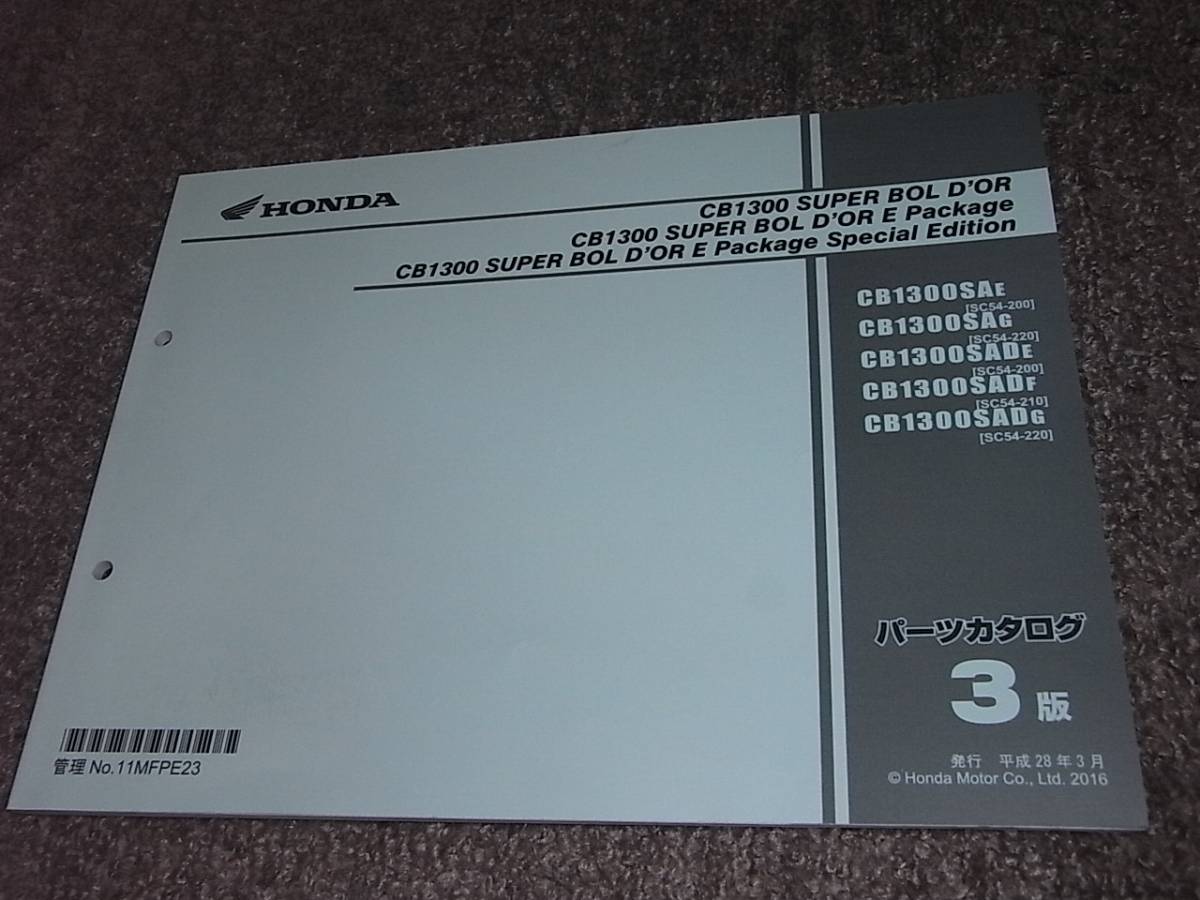 HONDA
CB1300 SUPER BOL D'OR
CB1300 SUPER BOL D'OR E Package
CB1300 SUPER BOL D'OR E Package Special Edition
CB1300SAE
[SC54-200]
CB1300SAG
[SC54-220]
CB1300SADE
[SC54-200]
CB1300SADF
[SC54-210]
CB1300SADG
[SC54-220]
パーツカタログ
3 版
発行 平成 28 年 3 月
© Honda Motor Co., Ltd. 2016
管理 No.11MFPE23